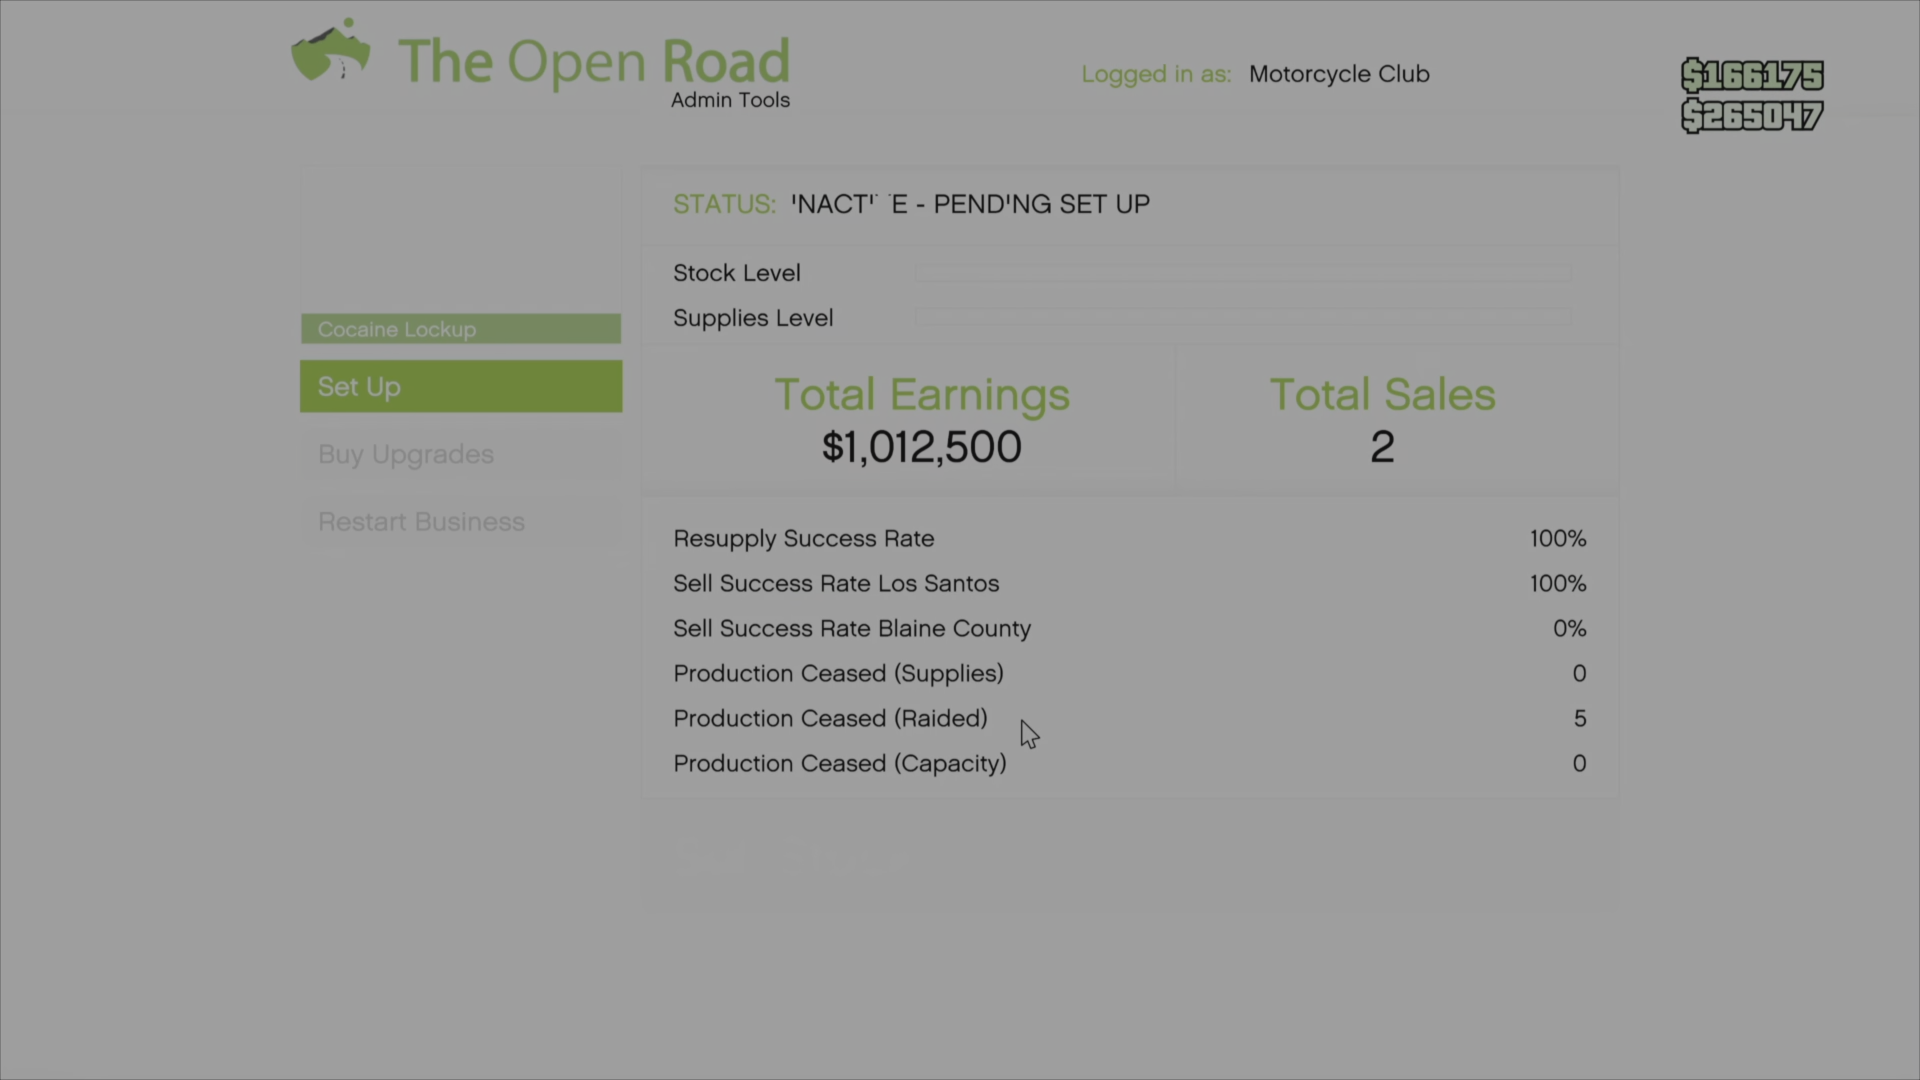 The Open Road
Admin Tools
Logged in as: Motorcycle Club
$166175
$265047
Cocaine Lockup
Set Up
Buy Upgrades
Restart Business
STATUS: 'NACT' E - PEND'NG SET UP
Stock Level
Supplies Level
Total Earnings
$1,012,500
Total Sales
2
Resupply Success Rate 100%
Sell Success Rate Los Santos 100%
Sell Success Rate Blaine County 0%
Production Ceased (Supplies) 0
Production Ceased (Raided) 5
Production Ceased (Capacity) 0